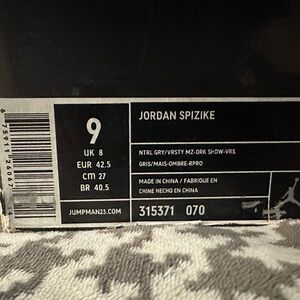 9
UK 8
EUR 42.5
CM 27
BR 40.5
JUMPMAN23.COM
JORDAN SPIZIKE
NTRL GRY/VRSTY MZ-DRK SHDW-VRS
GRIS/MAIS-OMBRE-RPRO
MADE IN CHINA / FABRIQUE EN
CHINE HECHO EN CHINA
315371 070